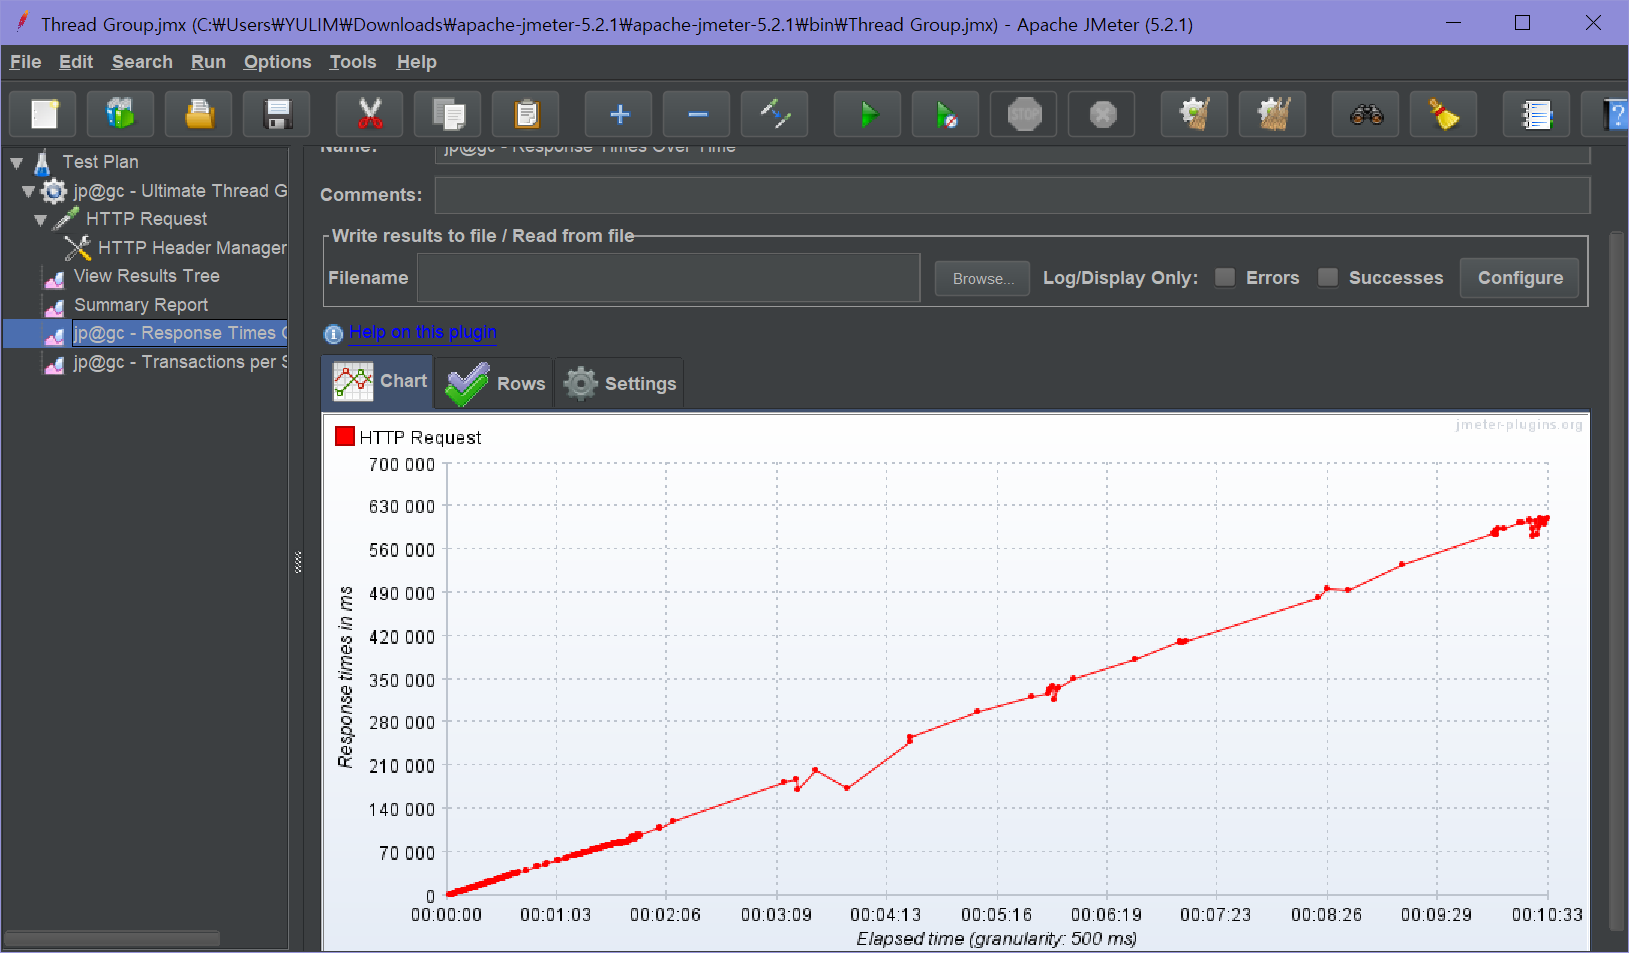 Thread Group.jmx (C:₩Users₩YULIM₩Downloads₩apache-jmeter-5.2.1₩apache-jmeter-5.2.1₩bin₩Thread Group.jmx) - Apache JMeter (5.2.1)
File Edit Search Run Options Tools Help
STOP
Test Plan
jp@gc - Ultimate Thread G
HTTP Request
HTTP Header Manager
View Results Tree
Summary Report
jp@gc - Response Times O
jp@gc - Transactions per S
Name: jp@gc - Response Times Over Time
Comments:
Write results to file / Read from file
Filename Browse... Log/Display Only: Errors Successes Configure
Help on this plugin
Chart Rows Settings
jmeter-plugins.org
HTTP Request
700 000
630 000
560 000
490 000
420 000
350 000
280 000
210 000
140 000
70 000
0
Response times in ms
00:00:00 00:01:03 00:02:06 00:03:09 00:04:13 00:05:16 00:06:19 00:07:23 00:08:26 00:09:29 00:10:33
Elapsed time (granularity: 500 ms)